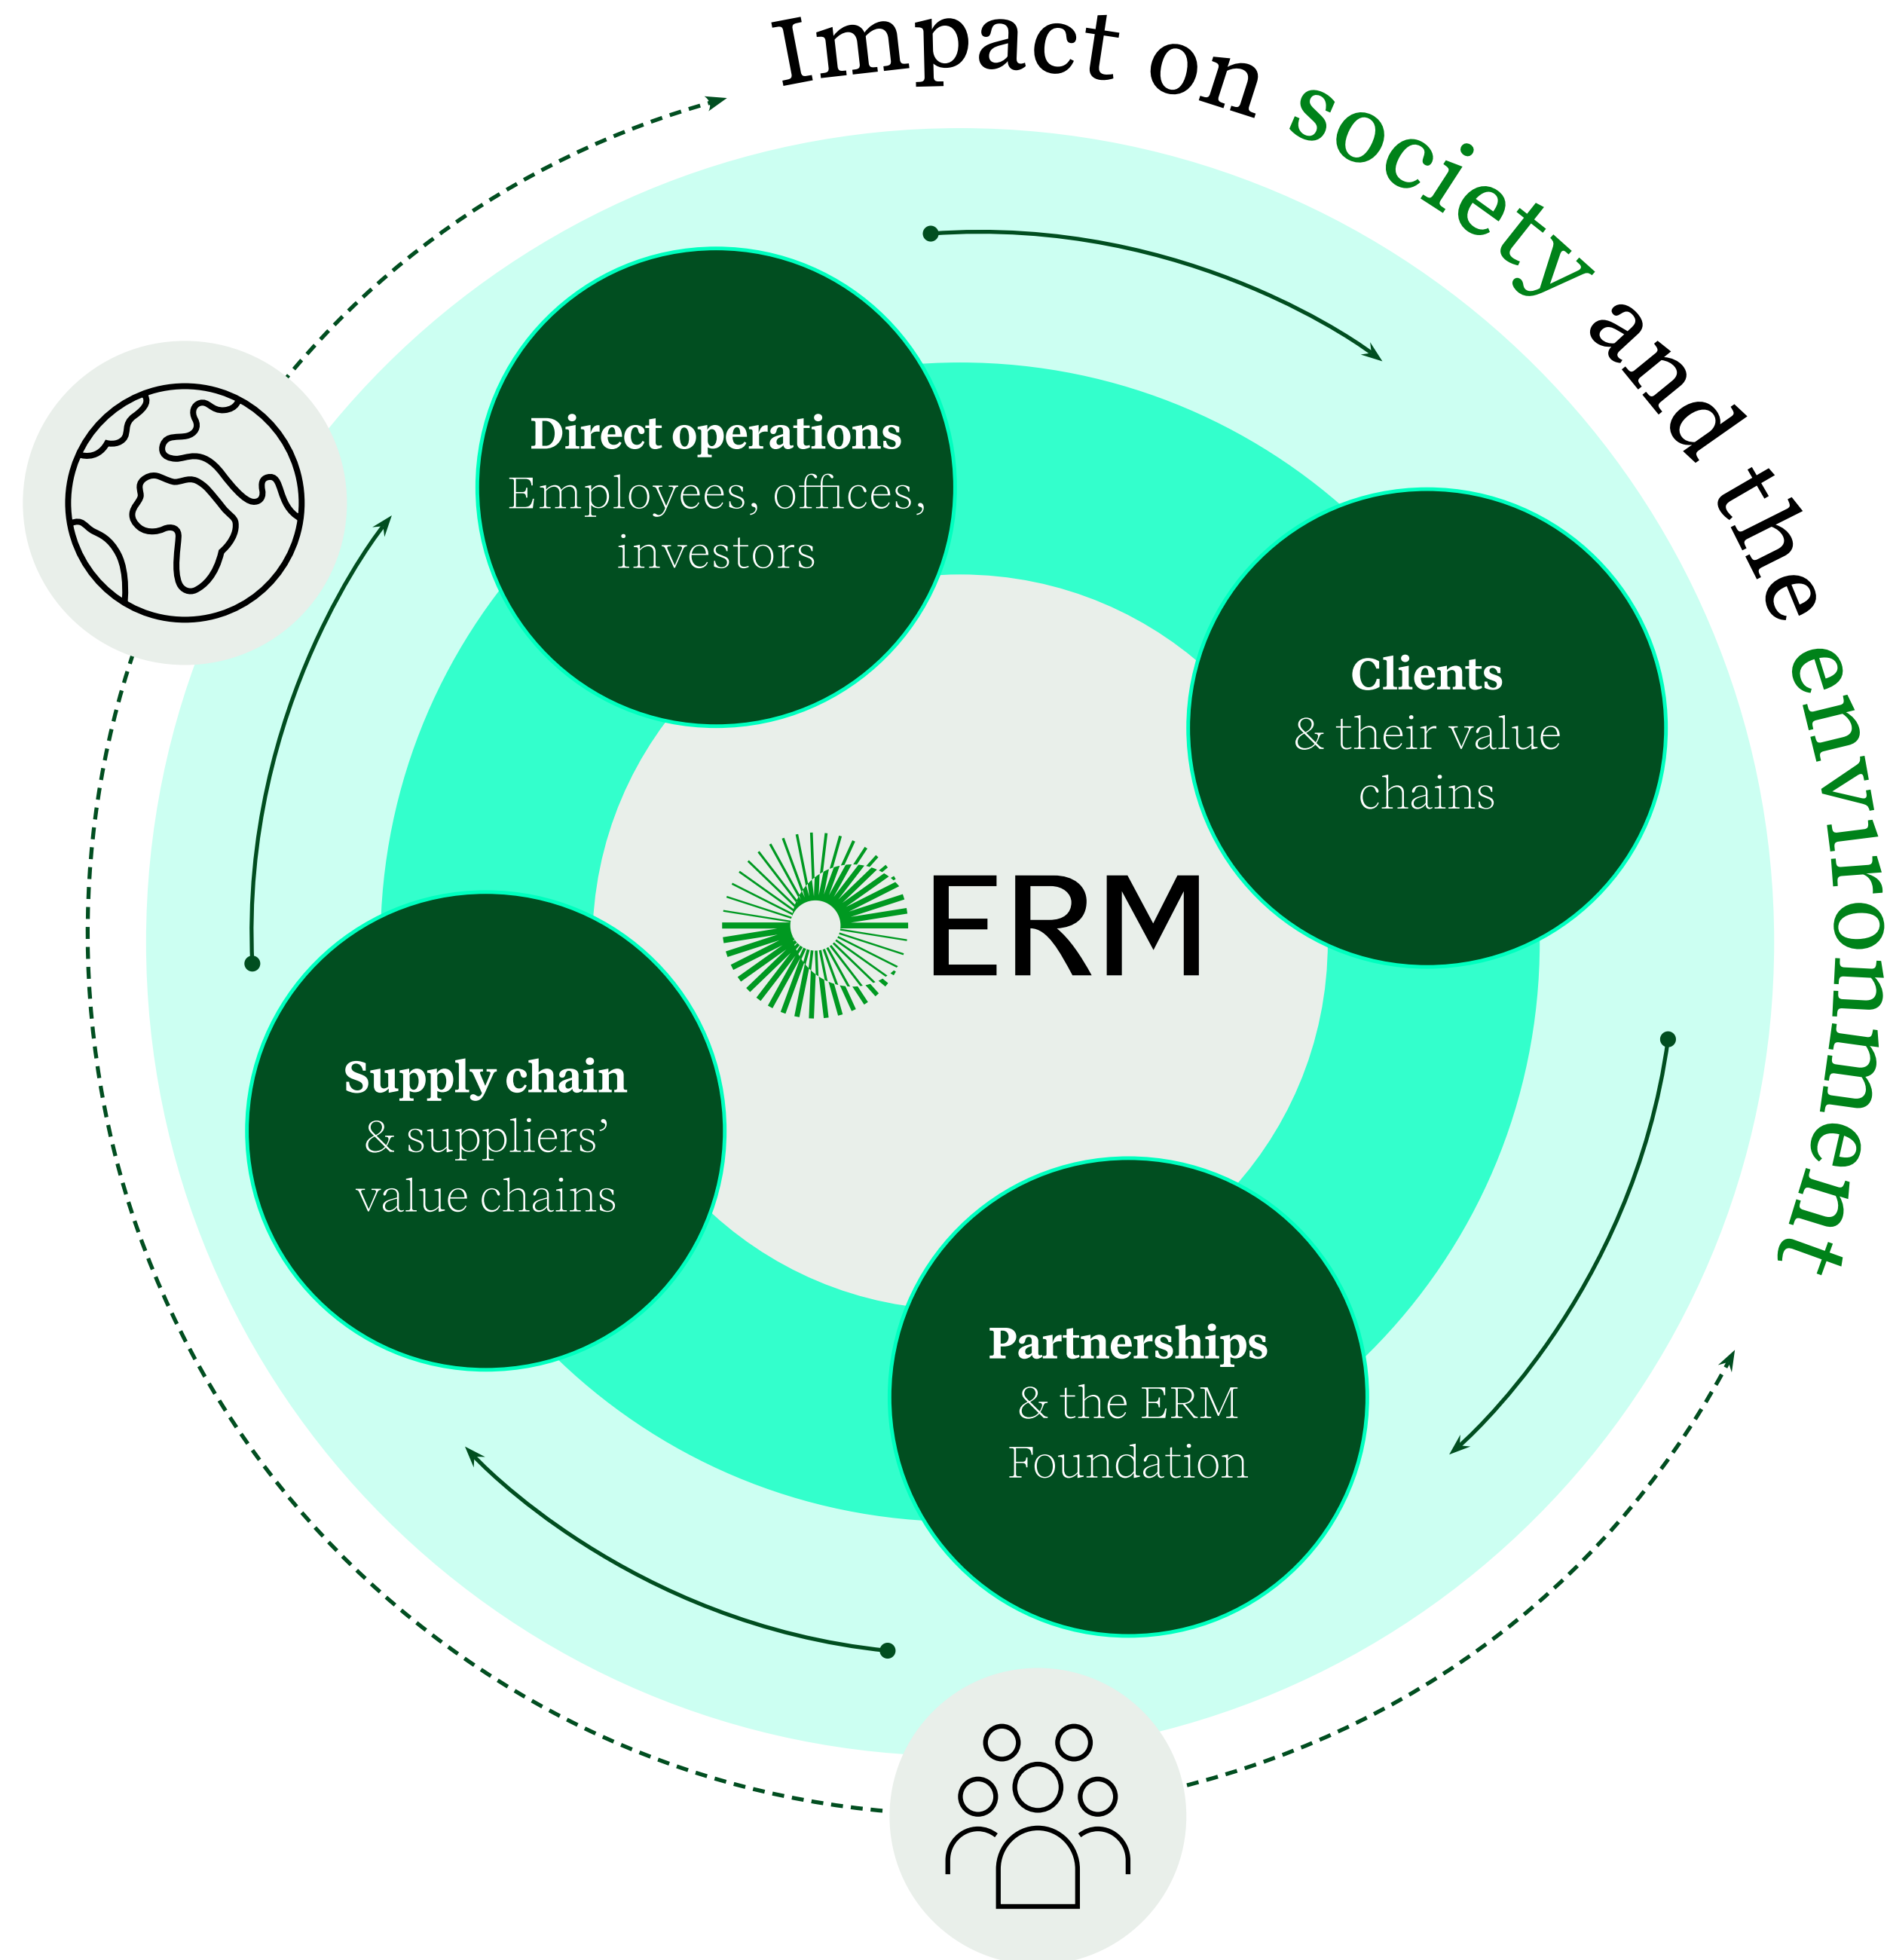 Impact on society and the environment
Direct operations
Employees, offices,
investors
Clients
& their value
chains
ERM
Supply chain
& suppliers’
value chains
Partnerships
& the ERM
Foundation